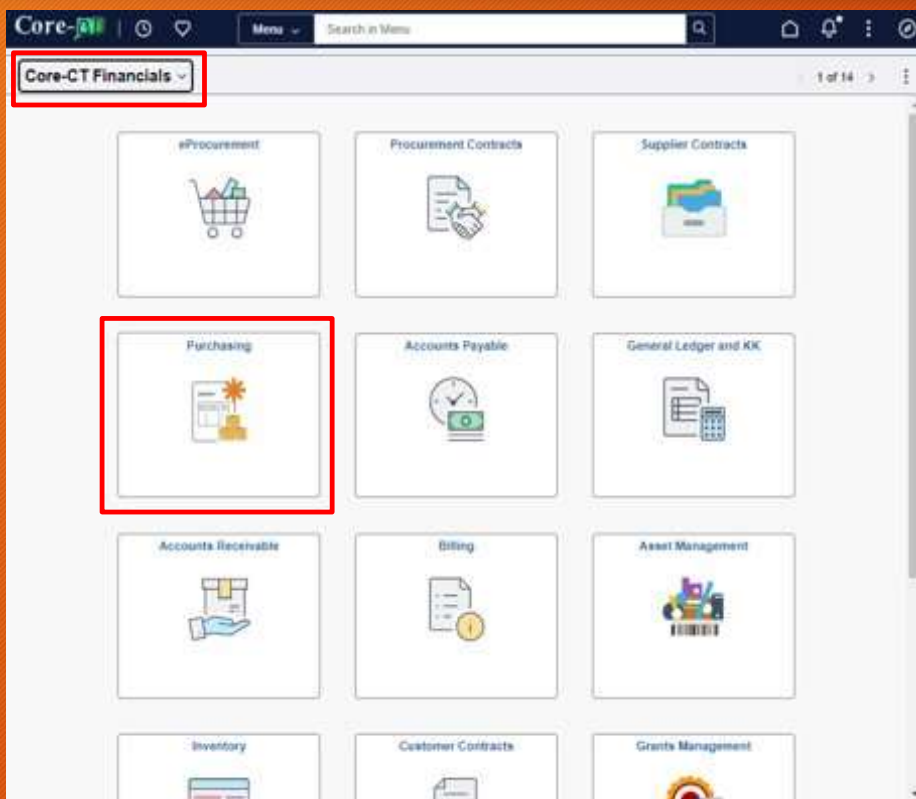 Core-CT
Menu
Search in Menu
Core-CT Financials
1 of 14
eProcurement
Procurement Contracts
Supplier Contracts
Purchasing
Accounts Payable
General Ledger and KK
Accounts Receivable
Billing
Asset Management
Inventory
Customer Contracts
Grants Management